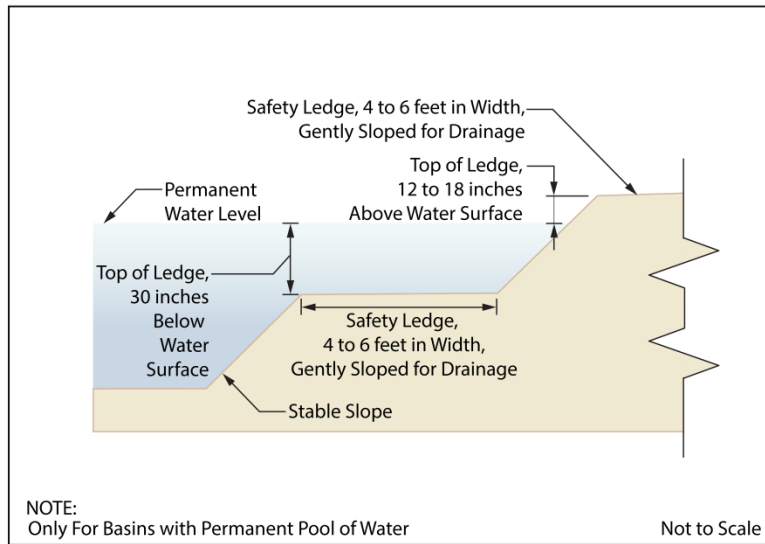 Safety Ledge, 4 to 6 feet in Width,
Gently Sloped for Drainage
Top of Ledge,
12 to 18 inches
Above Water Surface
Permanent
Water Level
Top of Ledge,
30 inches
Below
Water
Surface
Safety Ledge,
4 to 6 feet in Width,
Gently Sloped for Drainage
Stable Slope
NOTE:
Only For Basins with Permanent Pool of Water
Not to Scale